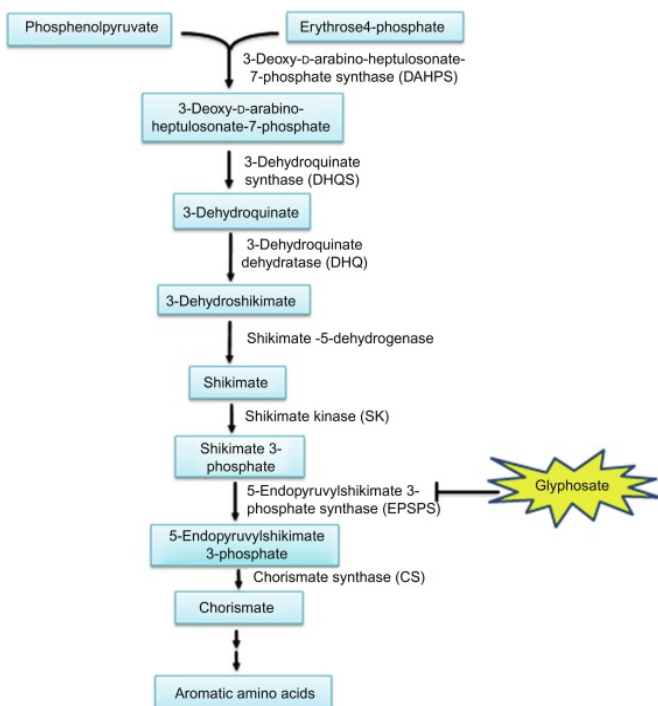 Phosphenolpyruvate
Erythrose4-phosphate
3-Deoxy-D-arabino-heptulosonate-
7-phosphate synthase (DAHPS)
3-Deoxy-D-arabino-
heptulosonate-7-phosphate
3-Dehydroquinate
synthase (DHQS)
3-Dehydroquinate
3-Dehydroquinate
dehydratase (DHQ)
3-Dehydroshikimate
Shikimate -5-dehydrogenase
Shikimate
Shikimate kinase (SK)
Shikimate 3-
phosphate
5-Endopyruvylshikimate 3-
phosphate synthase (EPSPS)
Glyphosate
5-Endopyruvylshikimate
3-phosphate
Chorismate synthase (CS)
Chorismate
Aromatic amino acids